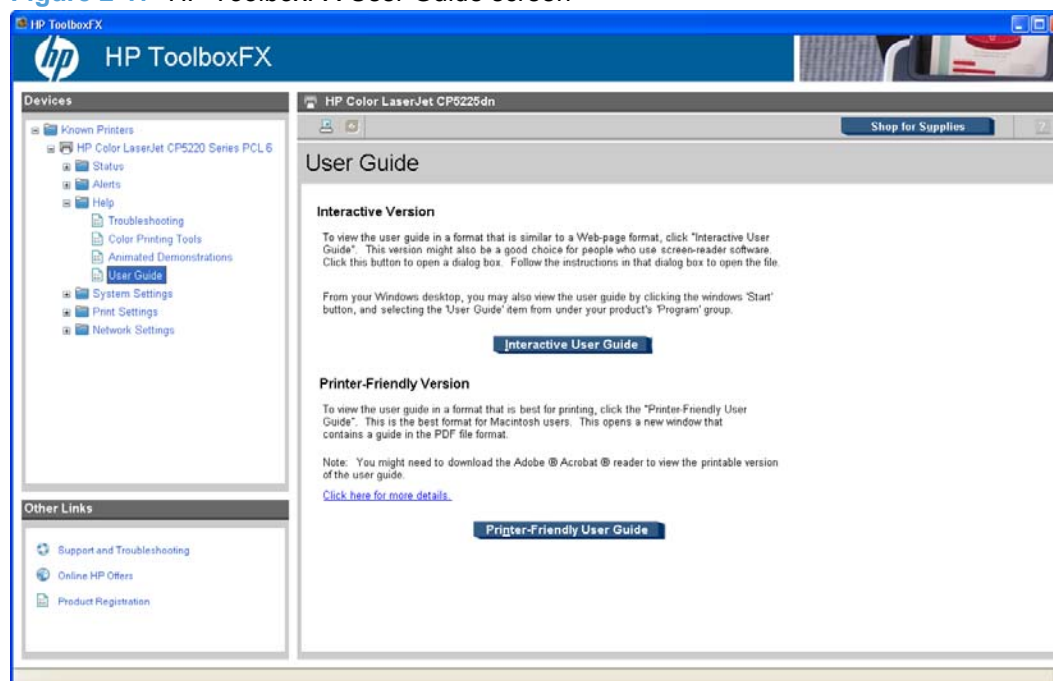 HP ToolboxFX
hp
HP ToolboxFX
Devices
Known Printers
HP Color LaserJet CP5220 Series PCL 6
Status
Alerts
Help
Troubleshooting
Color Printing Tools
Animated Demonstrations
User Guide
System Settings
Print Settings
Network Settings
Other Links
Support and Troubleshooting
Online HP Offers
Product Registration
HP Color LaserJet CP5225dn
Shop for Supplies
?
User Guide
Interactive Version
To view the user guide in a format that is similar to a Web-page format, click "Interactive User
Guide". This version might also be a good choice for people who use screen-reader software.
Click this button to open a dialog box. Follow the instructions in that dialog box to open the file.
From your Windows desktop, you may also view the user guide by clicking the windows 'Start'
button, and selecting the 'User Guide' item from under your product's 'Program' group.
Interactive User Guide
Printer-Friendly Version
To view the user guide in a format that is best for printing, click the "Printer-Friendly User
Guide". This is the best format for Macintosh users. This opens a new window that
contains a guide in the PDF file format.
Note: You might need to download the Adobe ® Acrobat ® reader to view the printable version
of the user guide.
Click here for more details.
Printer-Friendly User Guide